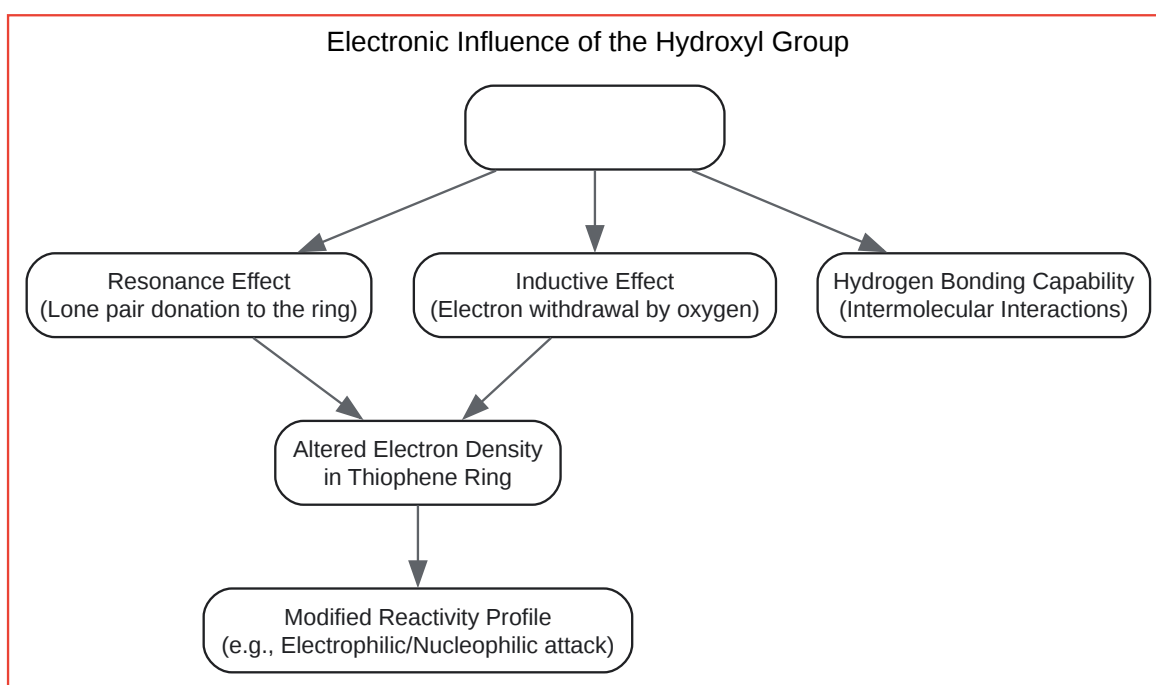 Electronic Influence of the Hydroxyl Group
Resonance Effect
(Lone pair donation to the ring)
Inductive Effect
(Electron withdrawal by oxygen)
Hydrogen Bonding Capability
(Intermolecular Interactions)
Altered Electron Density
in Thiophene Ring
Modified Reactivity Profile
(e.g., Electrophilic/Nucleophilic attack)